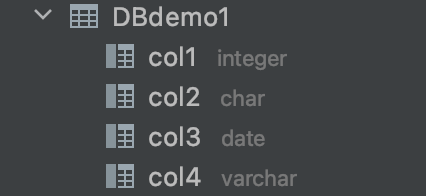 DBdemo1
col1 integer
col2 char
col3 date
col4 varchar